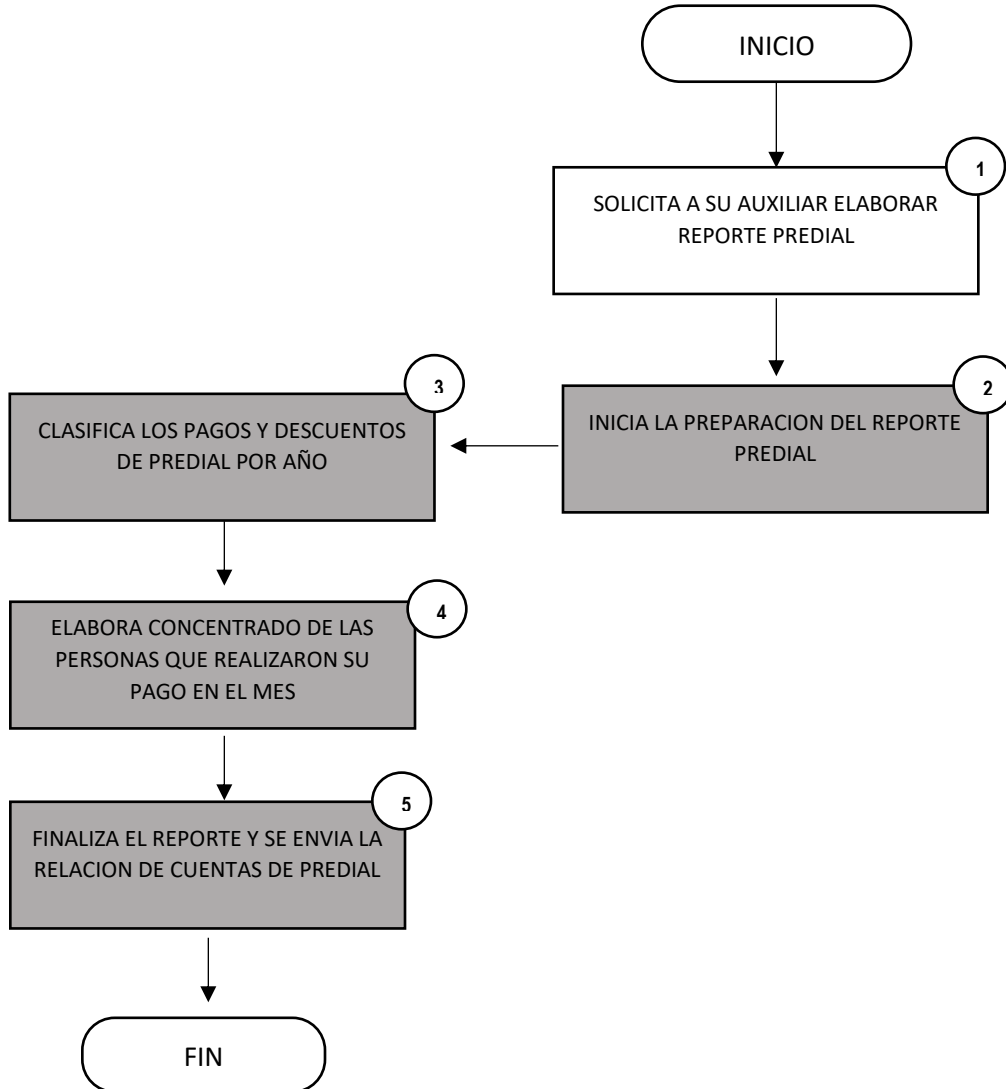 INICIO
1
SOLICITA A SU AUXILIAR ELABORAR
REPORTE PREDIAL
2
INICIA LA PREPARACION DEL REPORTE
PREDIAL
3
CLASIFICA LOS PAGOS Y DESCUENTOS
DE PREDIAL POR AÑO
4
ELABORA CONCENTRADO DE LAS
PERSONAS QUE REALIZARON SU
PAGO EN EL MES
5
FINALIZA EL REPORTE Y SE ENVIA LA
RELACION DE CUENTAS DE PREDIAL
FIN